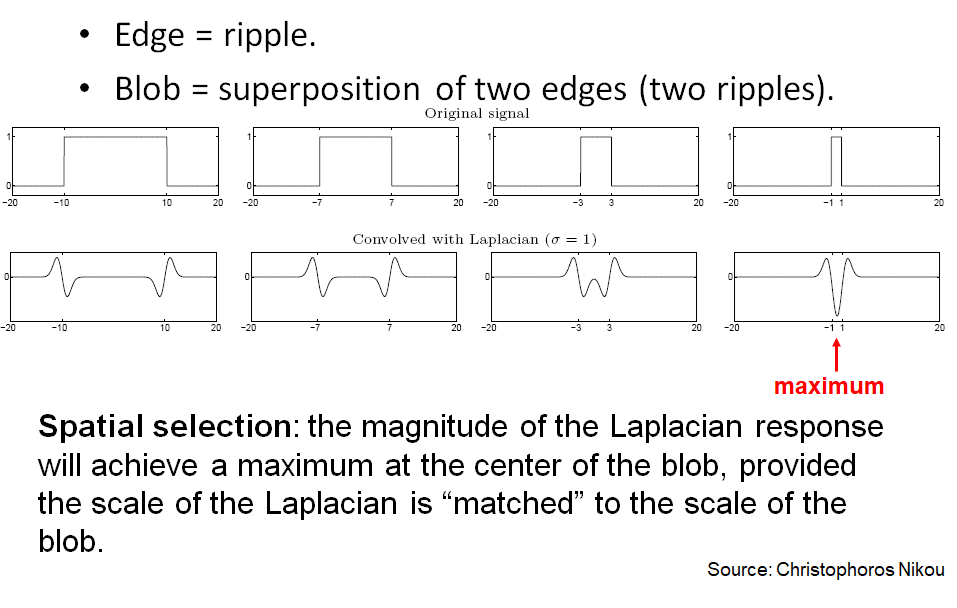 • Edge = ripple.
• Blob = superposition of two edges (two ripples).
Original signal
1 1 1 1
0 0 0 0
−20 −10 10 20 −20 −7 7 20 −20 −3 3 20 −20 −1 1 20
Convolved with Laplacian (σ = 1)
0 0 0 0
−20 −10 10 20 −20 −7 7 20 −20 −3 3 20 −20 −1 1 20
maximum
Spatial selection: the magnitude of the Laplacian response
will achieve a maximum at the center of the blob, provided
the scale of the Laplacian is “matched” to the scale of the
blob.
Source: Christophoros Nikou